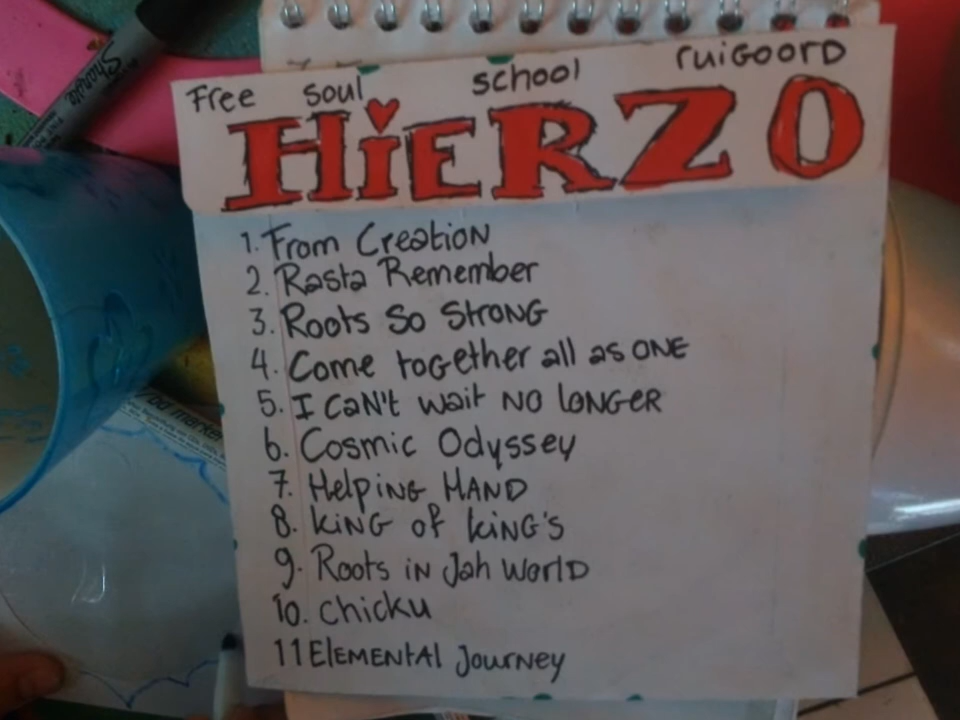 Sharpie
Free soul school ruigoord
HiERZO
1. From Creation
2. Rasta Remember
3. Roots So Strong
4. Come together all as ONE
5. I CaN't wait NO loNGER
6. Cosmic Odyssey
7. HelpiNG HAND
8. kiNG of kiNG's
9. Roots iN Jah World
10. chicku
11 ElEMENtAl JourNEy